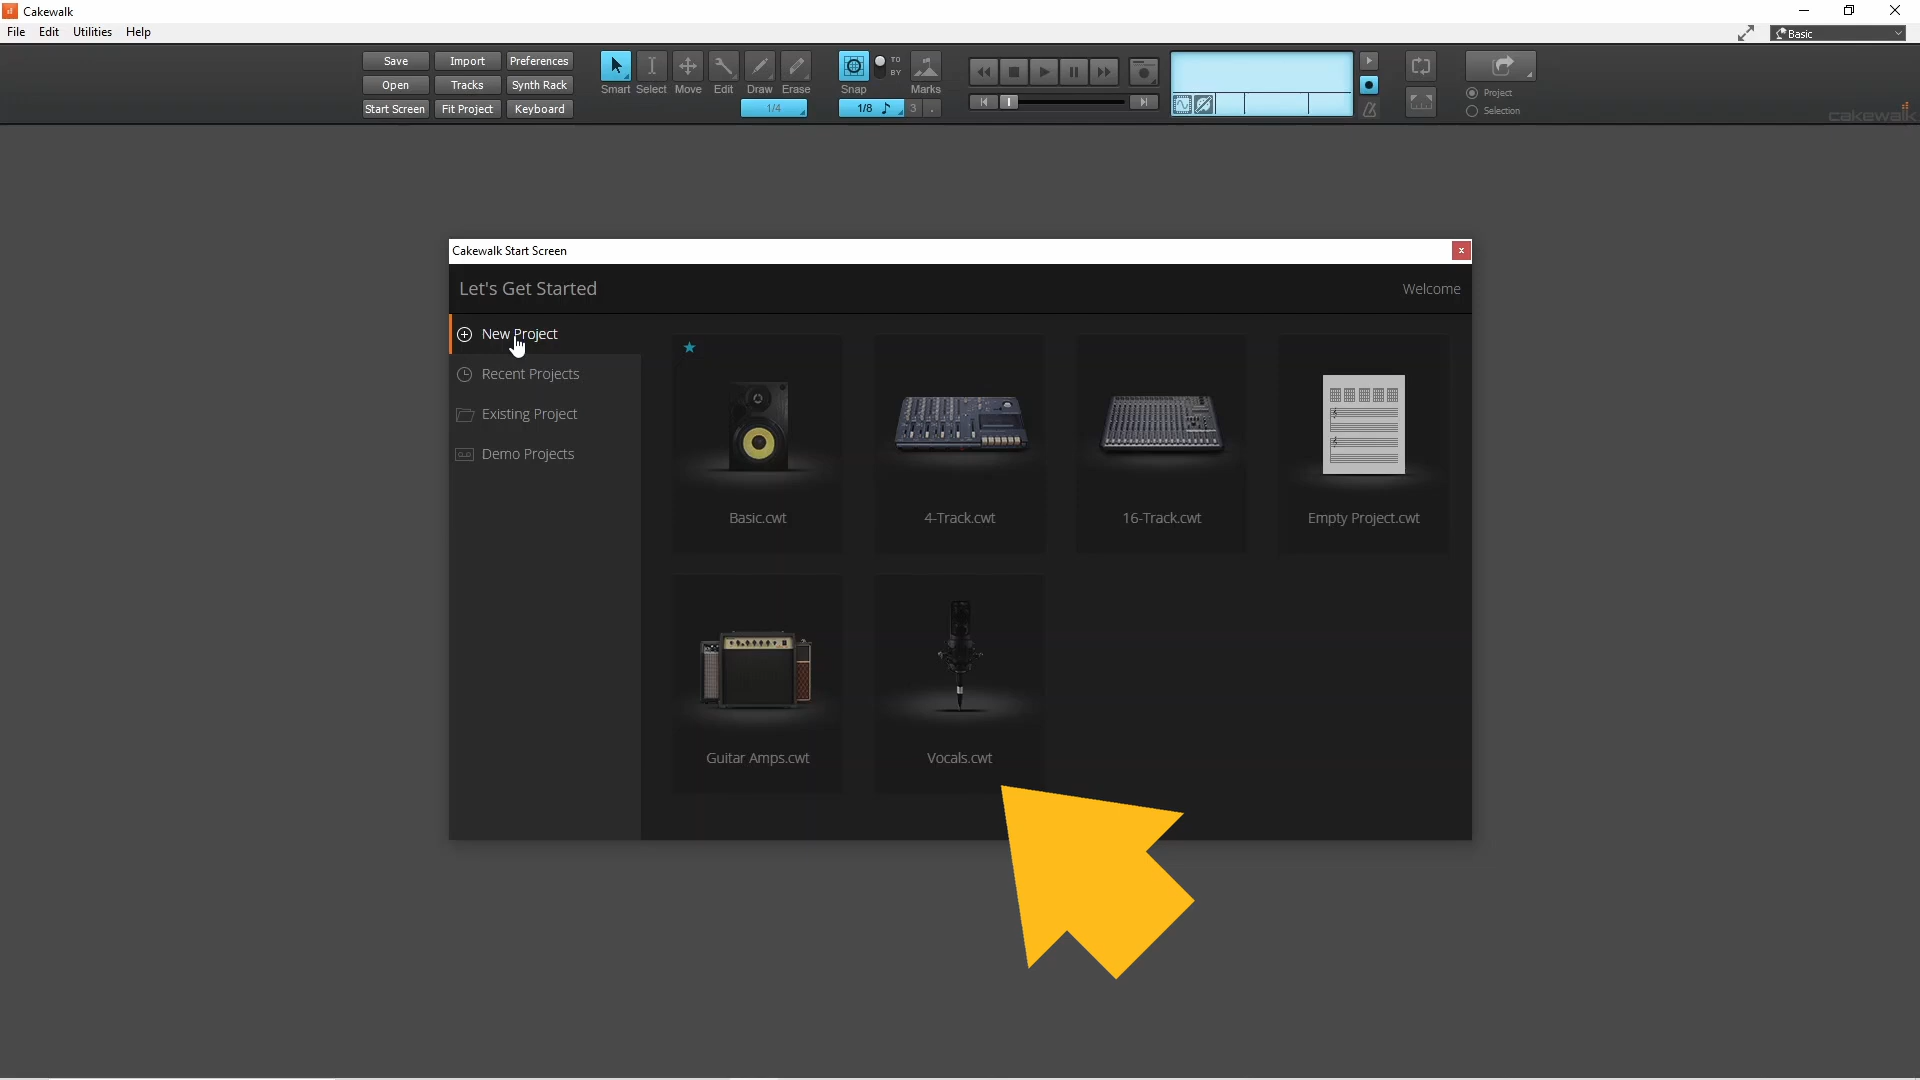 Cakewalk
File Edit Utilities Help
Basic
Save Import Preferences
Open Tracks Synth Rack
Start Screen Fit Project Keyboard
Smart Select Move Edit Draw Erase
1/4
TO
BY
Snap Marks
1/8 3 .
Project
Selection
cakewalk
Cakewalk Start Screen
Let's Get Started
Welcome
New Project
Recent Projects
Existing Project
Demo Projects
Basic.cwt
4-Track.cwt
16-Track.cwt
Empty Project.cwt
Guitar Amps.cwt
Vocals.cwt